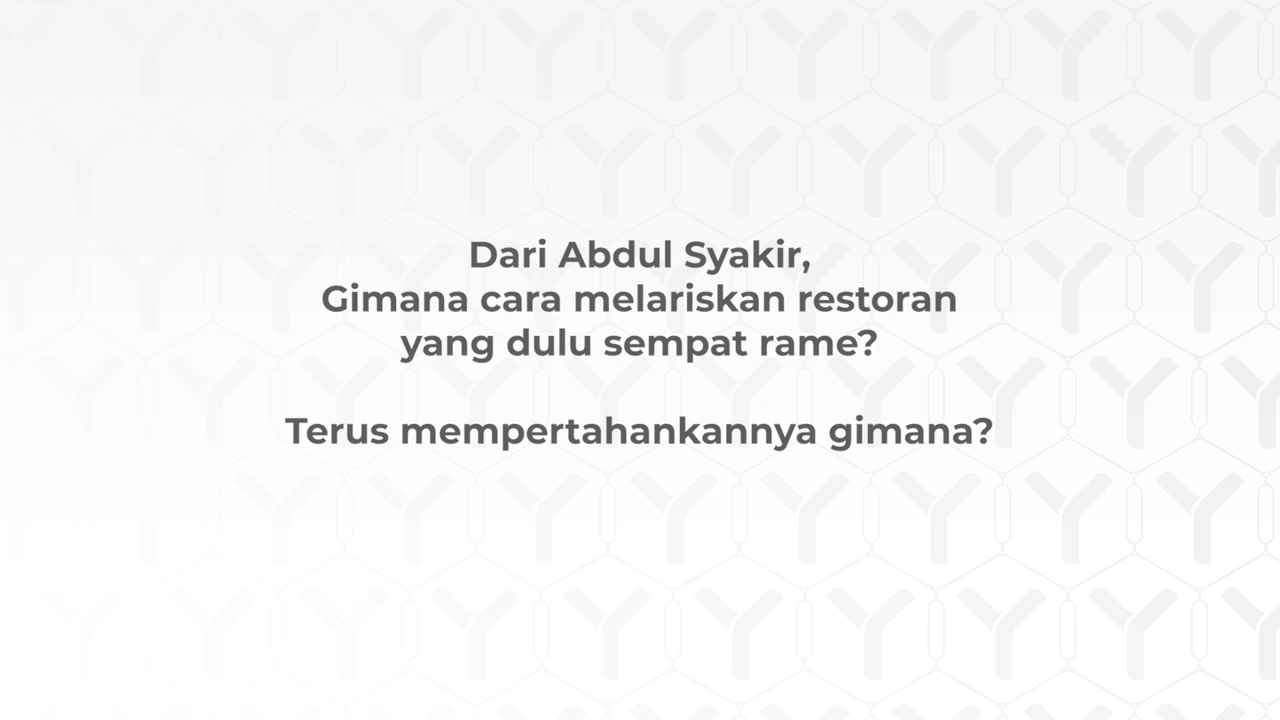 Dari Abdul Syakir,
Gimana cara melariskan restoran
yang dulu sempat rame?
Terus mempertahankannya gimana?